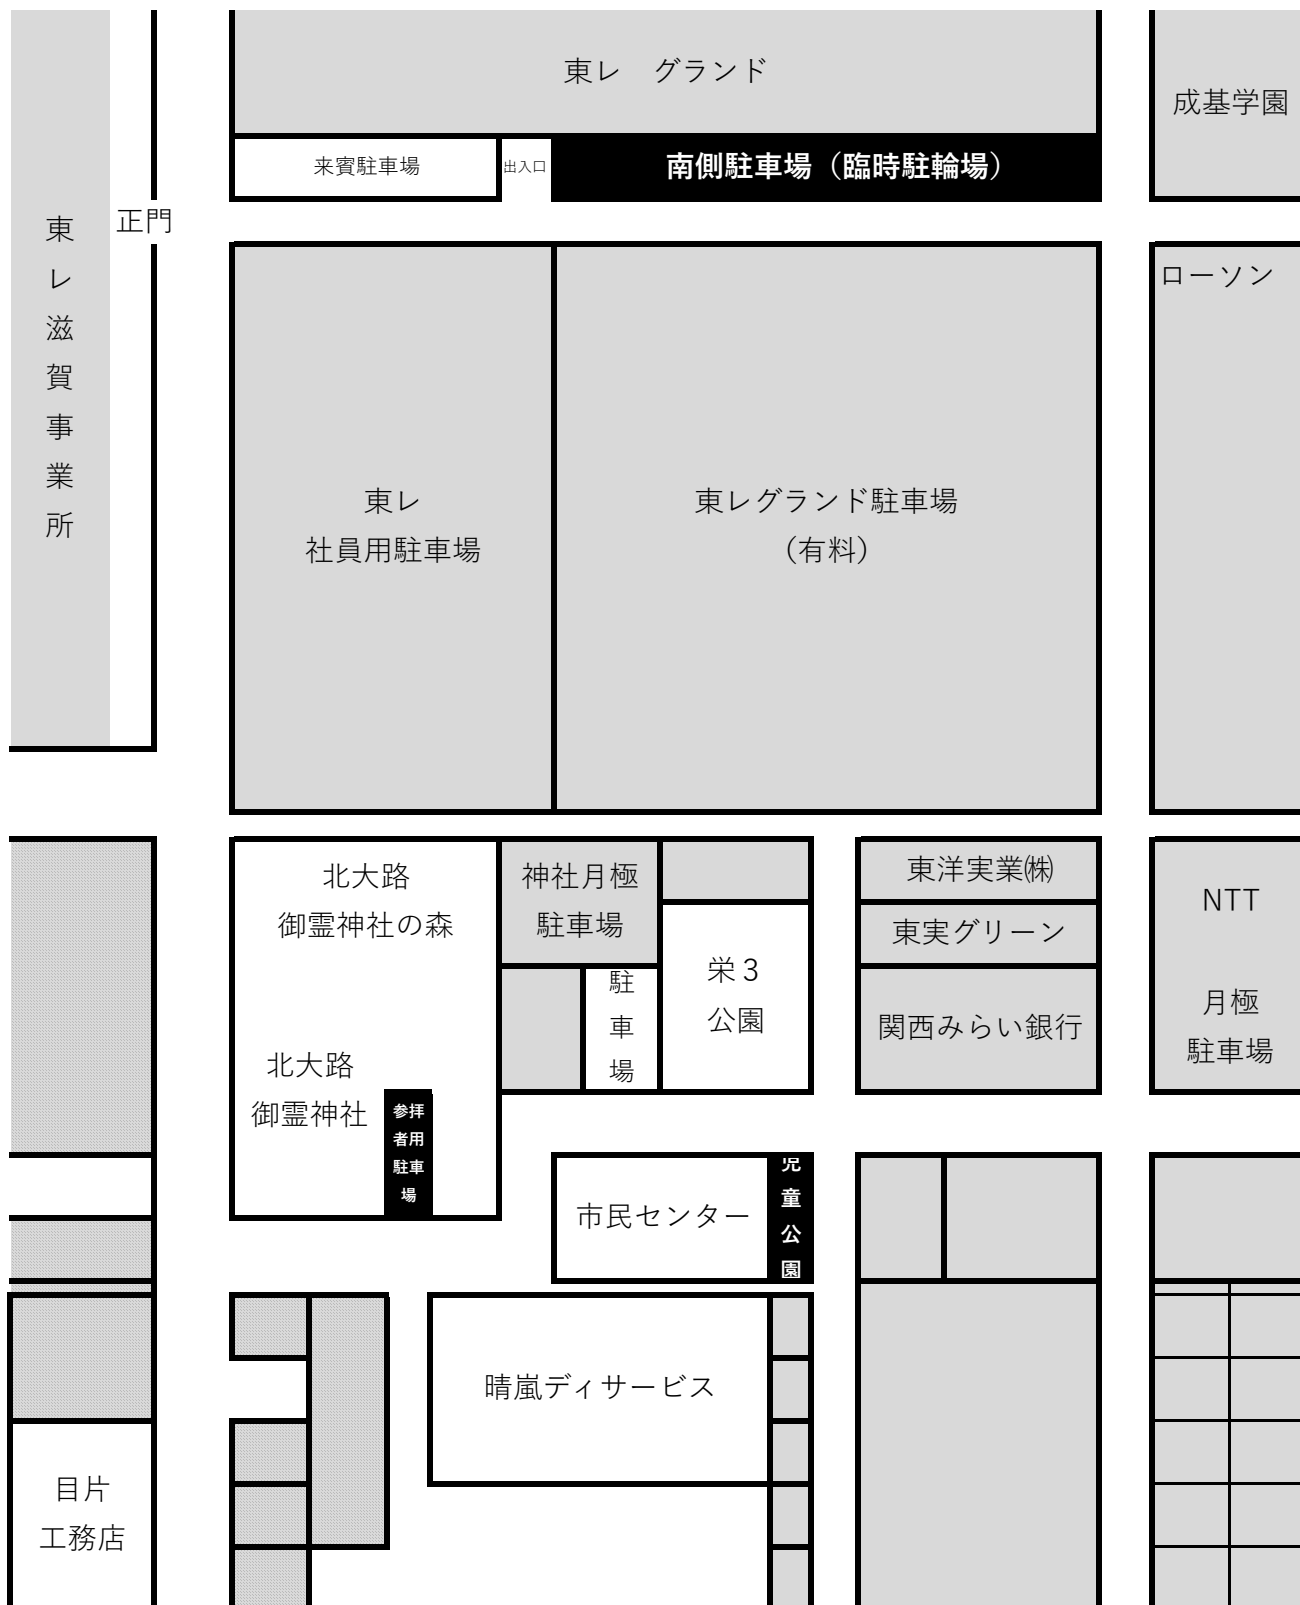 東レ　グランド
成基学園
来賓駐車場
出入口
南側駐車場（臨時駐輪場）
正門
東レ滋賀事業所
ローソン
東レ
社員用駐車場
東レグランド駐車場
（有料）
北大路
御霊神社の森
神社月極
駐車場
東洋実業㈱
東実グリーン
NTT
栄３
公園
駐車場
関西みらい銀行
月極
駐車場
北大路
御霊神社
参拝
者用
駐車
場
市民センター
児童公園
晴嵐ディサービス
目片
工務店